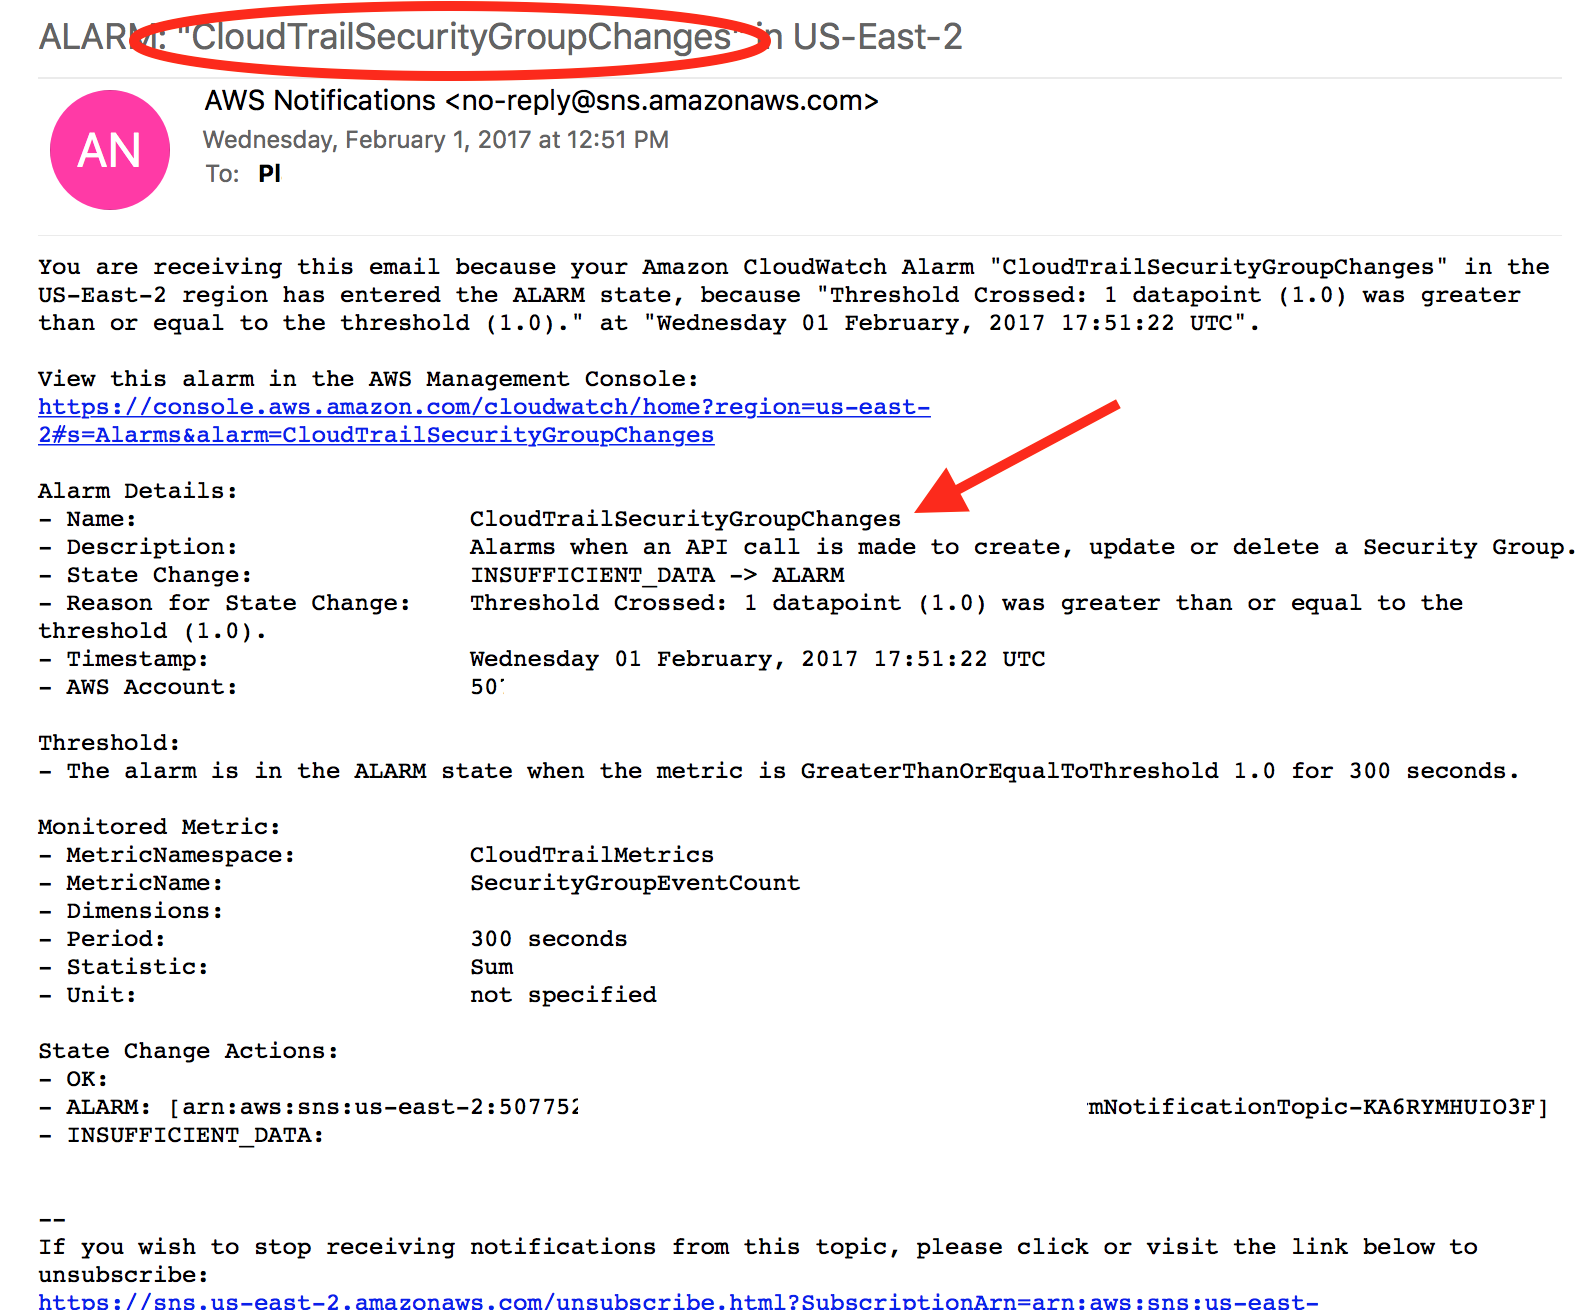 ALARM: "CloudTrailSecurityGroupChanges" in US-East-2
AN
AWS Notifications <no-reply@sns.amazonaws.com>
Wednesday, February 1, 2017 at 12:51 PM
To: Pl
You are receiving this email because your Amazon CloudWatch Alarm "CloudTrailSecurityGroupChanges" in the
US-East-2 region has entered the ALARM state, because "Threshold Crossed: 1 datapoint (1.0) was greater
than or equal to the threshold (1.0)." at "Wednesday 01 February, 2017 17:51:22 UTC".
View this alarm in the AWS Management Console:
https://console.aws.amazon.com/cloudwatch/home?region=us-east-
2#s=Alarms&alarm=CloudTrailSecurityGroupChanges
Alarm Details:
- Name: CloudTrailSecurityGroupChanges
- Description: Alarms when an API call is made to create, update or delete a Security Group.
- State Change: INSUFFICIENT_DATA -> ALARM
- Reason for State Change: Threshold Crossed: 1 datapoint (1.0) was greater than or equal to the
threshold (1.0).
- Timestamp: Wednesday 01 February, 2017 17:51:22 UTC
- AWS Account: 507
Threshold:
- The alarm is in the ALARM state when the metric is GreaterThanOrEqualToThreshold 1.0 for 300 seconds.
Monitored Metric:
- MetricNamespace: CloudTrailMetrics
- MetricName: SecurityGroupEventCount
- Dimensions:
- Period: 300 seconds
- Statistic: Sum
- Unit: not specified
State Change Actions:
- OK:
- ALARM: [arn:aws:sns:us-east-2:507752 mNotificationTopic-KA6RYMHUIO3F]
- INSUFFICIENT_DATA:
--
If you wish to stop receiving notifications from this topic, please click or visit the link below to
unsubscribe:
https://sns.us-east-2.amazonaws.com/unsubscribe.html?SubscriptionArn=arn:aws:sns:us-east-